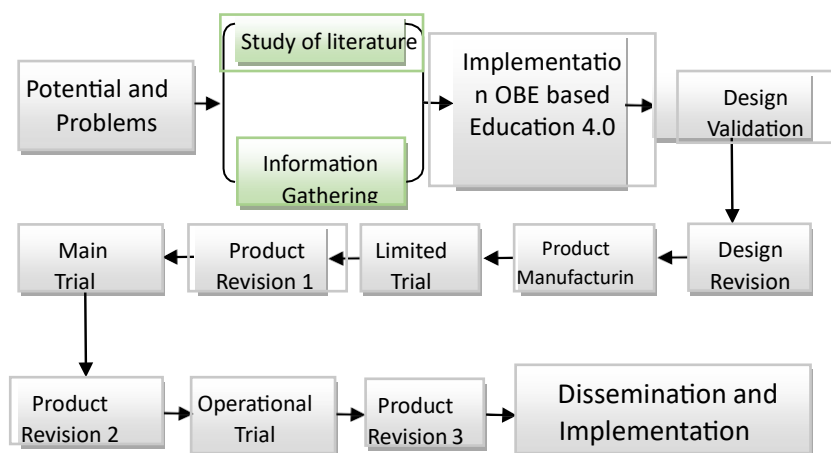 Potential and
Problems
Study of literature
Information
Gathering
Implementatio
n OBE based
Education 4.0
Design
Validation
Design
Revision
Product
Manufacturin
Limited
Trial
Product
Revision 1
Main
Trial
Product
Revision 2
Operational
Trial
Product
Revision 3
Dissemination and
Implementation